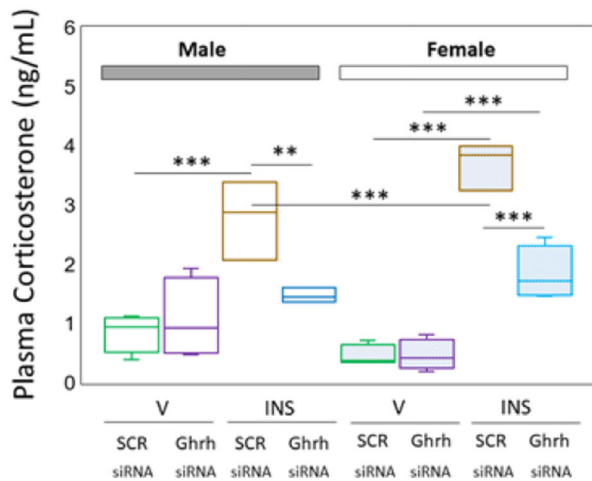 Plasma Corticosterone (ng/mL)
6
5
4
3
2
1
0
Male Female
*** ** *** *** *** ***
V INS V INS
SCR Ghrh SCR Ghrh SCR Ghrh SCR Ghrh
siRNA siRNA siRNA siRNA siRNA siRNA siRNA siRNA